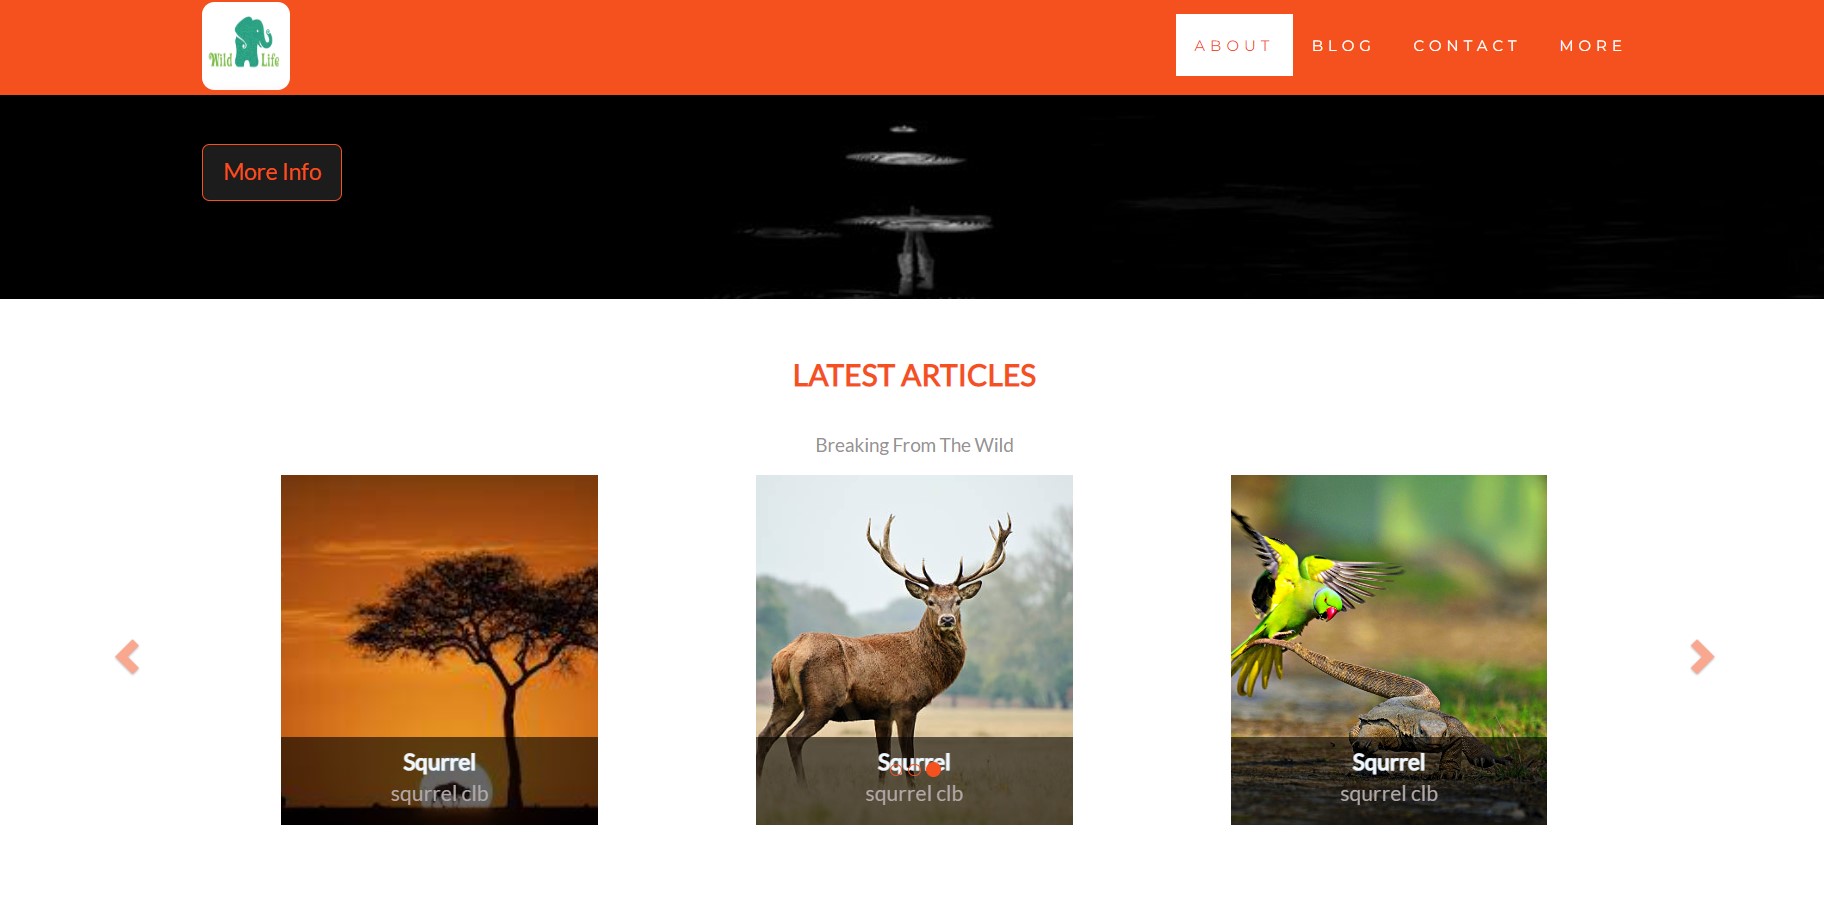 Wild Life
ABOUT BLOG CONTACT MORE
More Info
LATEST ARTICLES
Breaking From The Wild
Squrrel
squrrel clb
Squrrel
squrrel clb
Squrrel
squrrel clb